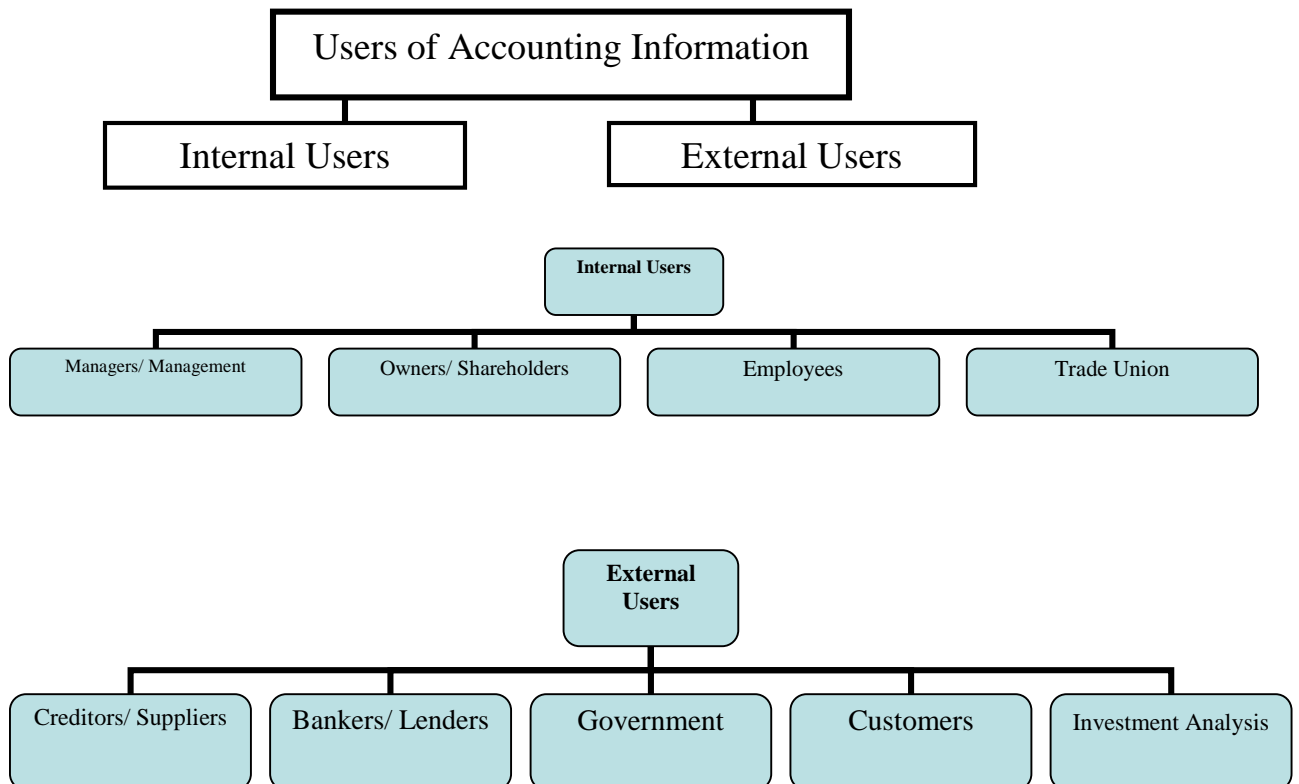 Users of Accounting Information
Internal Users
External Users
Internal Users
Managers/ Management
Owners/ Shareholders
Employees
Trade Union
External
Users
Creditors/ Suppliers
Bankers/ Lenders
Government
Customers
Investment Analysis